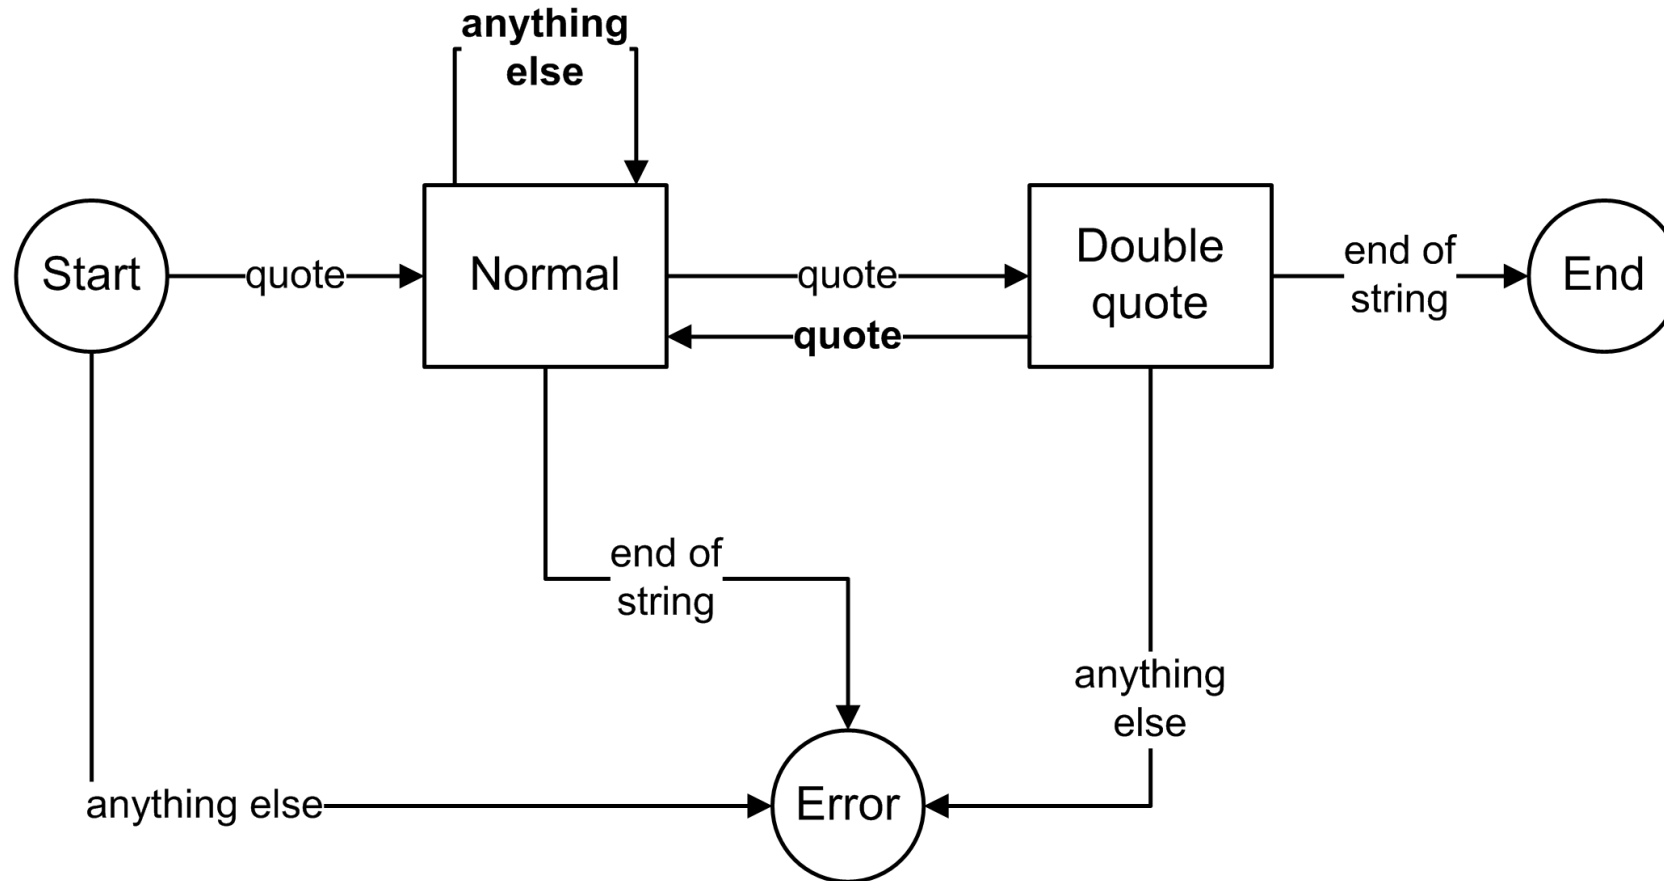 anything
else
Start
quote
Normal
quote
quote
Double
quote
end of
string
End
end of
string
anything
else
anything else
Error